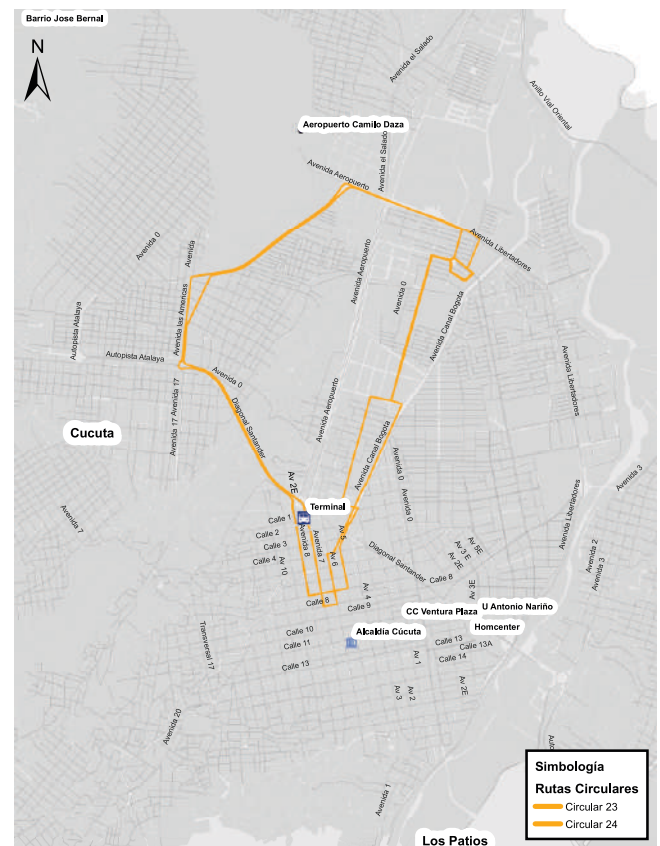 Barrio Jose Bernal
N
Avenida el Salado
Anillo Vial Oriental
Aeropuerto Camilo Daza
Avenida el Salado
Avenida Aeropuerto
Avenida 0
Avenida
Avenida Libertadores
Avenida Aeropuerto
Avenida 0
Avenida las Americas
Autopista Atalaya
Avenida Canal Bogota
Autopista Atalaya
Avenida 0
Avenida Libertadores
Avenida 17
Avenida 17
Diagonal Santander
Avenida Aeropuerto
Cucuta
Avenida Canal Bogota
Avenida 0
Avenida 0
Avenida 3
Av 2E
Terminal
Avenida Libertadores
Avenida 7
Calle 1
Calle 2
Calle 3
Calle 4
Av 10
Avenida 8
Avenida 7
Av 6
Av 5
Diagonal Santander
Av 3 E
Av 5E
Av 2E
Calle 8
Av 3E
Avenida 2
Avenida 3
Av 4
Calle 8
Calle 9
CC Ventura Plaza
U Antonio Nariño
Homcenter
Transversal 17
Calle 10
Calle 11
Alcaldía Cúcuta
Calle 13
Calle 13A
Calle 14
Calle 13
Av 1
Av 3
Av 2
Av 2E
Avenida 20
Avenida 1
Simbología
Rutas Circulares
Circular 23
Circular 24
Los Patios